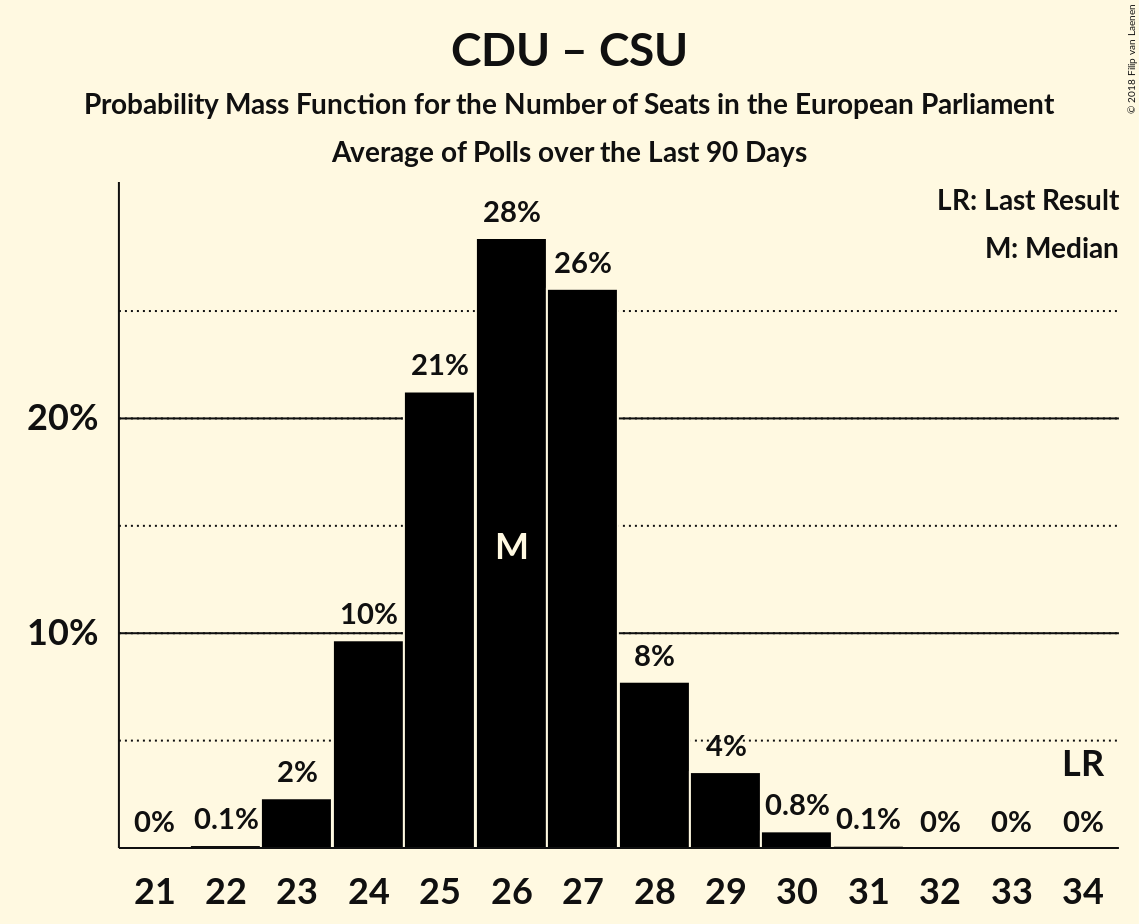 CDU – CSU
Probability Mass Function for the Number of Seats in the European Parliament
Average of Polls over the Last 90 Days
© 2018 Filip van Laenen
LR: Last Result
M: Median
28%
26%
21%
20%
M
10%
10%
8%
4%
LR
2%
0% 0.1% 0.8% 0.1% 0% 0% 0%
21 22 23 24 25 26 27 28 29 30 31 32 33 34